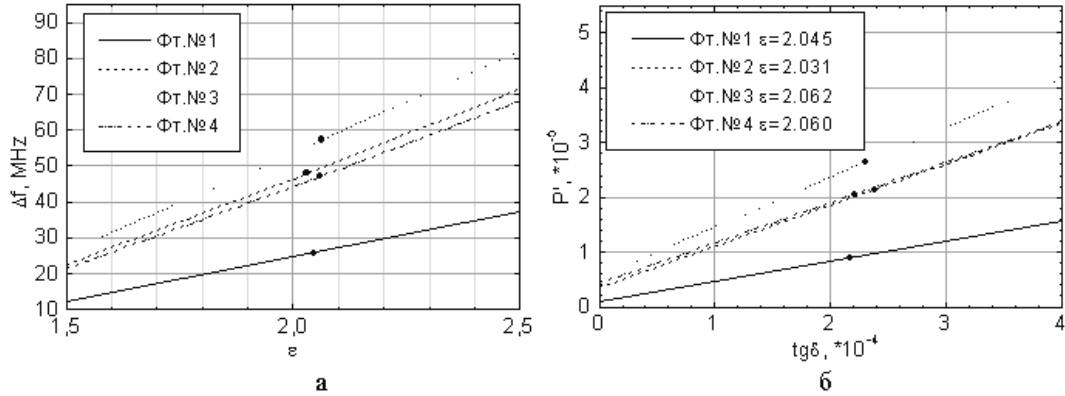 95
90
80
70
60
50
40
30
20
10
Δf, MHz
Фт.№1
Фт.№2
Фт.№3
Фт.№4
1,5
2,0
2,5
ε
а
5
4
3
2
1
0
P', *10⁻⁵
Фт.№1 ε=2.045
Фт.№2 ε=2.031
Фт.№3 ε=2.062
Фт.№4 ε=2.060
0
1
2
3
4
tgδ, *10⁻⁴
б